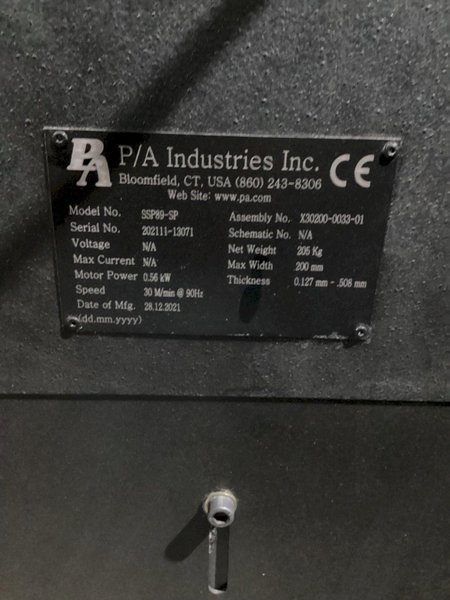 PA P/A Industries Inc. CE
Bloomfield, CT, USA (860) 243-8306
Web Site: www.pa.com
Model No. SSP89-SP
Serial No. 202111-13071
Voltage N/A
Max Current N/A
Motor Power 0.56 kW
Speed 30 M/min @ 90Hz
Date of Mfg. 28.12.2021
(dd.mm.yyyy)
Assembly No. X30200-0033-01
Schematic No. N/A
Net Weight 205 Kg
Max Width 200 mm
Thickness 0.127 mm - .508 mm